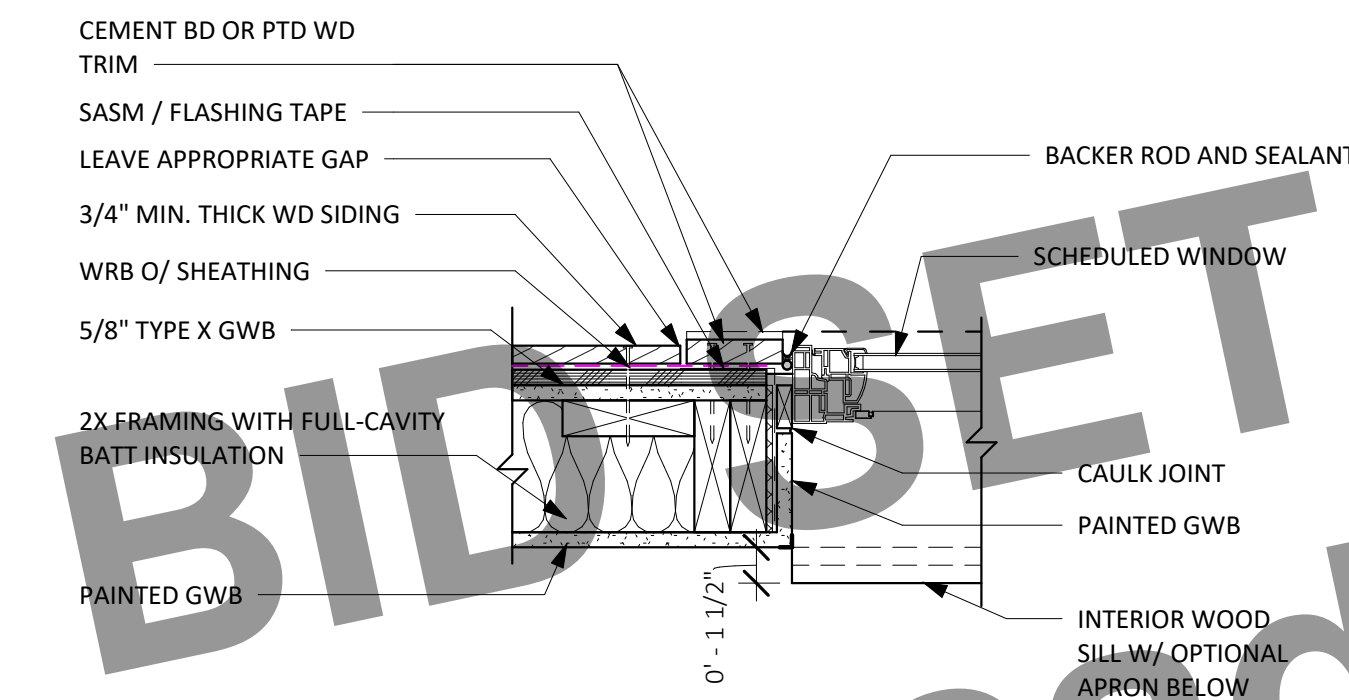 CEMENT BD OR PTD WD
TRIM
SASM / FLASHING TAPE
LEAVE APPROPRIATE GAP
3/4" MIN. THICK WD SIDING
WRB O/ SHEATHING
5/8" TYPE X GWB
2X FRAMING WITH FULL-CAVITY
BATT INSULATION
PAINTED GWB
BACKER ROD AND SEALANT
SCHEDULED WINDOW
CAULK JOINT
PAINTED GWB
INTERIOR WOOD
SILL W/ OPTIONAL
APRON BELOW
0' - 1 1/2"
BID SET